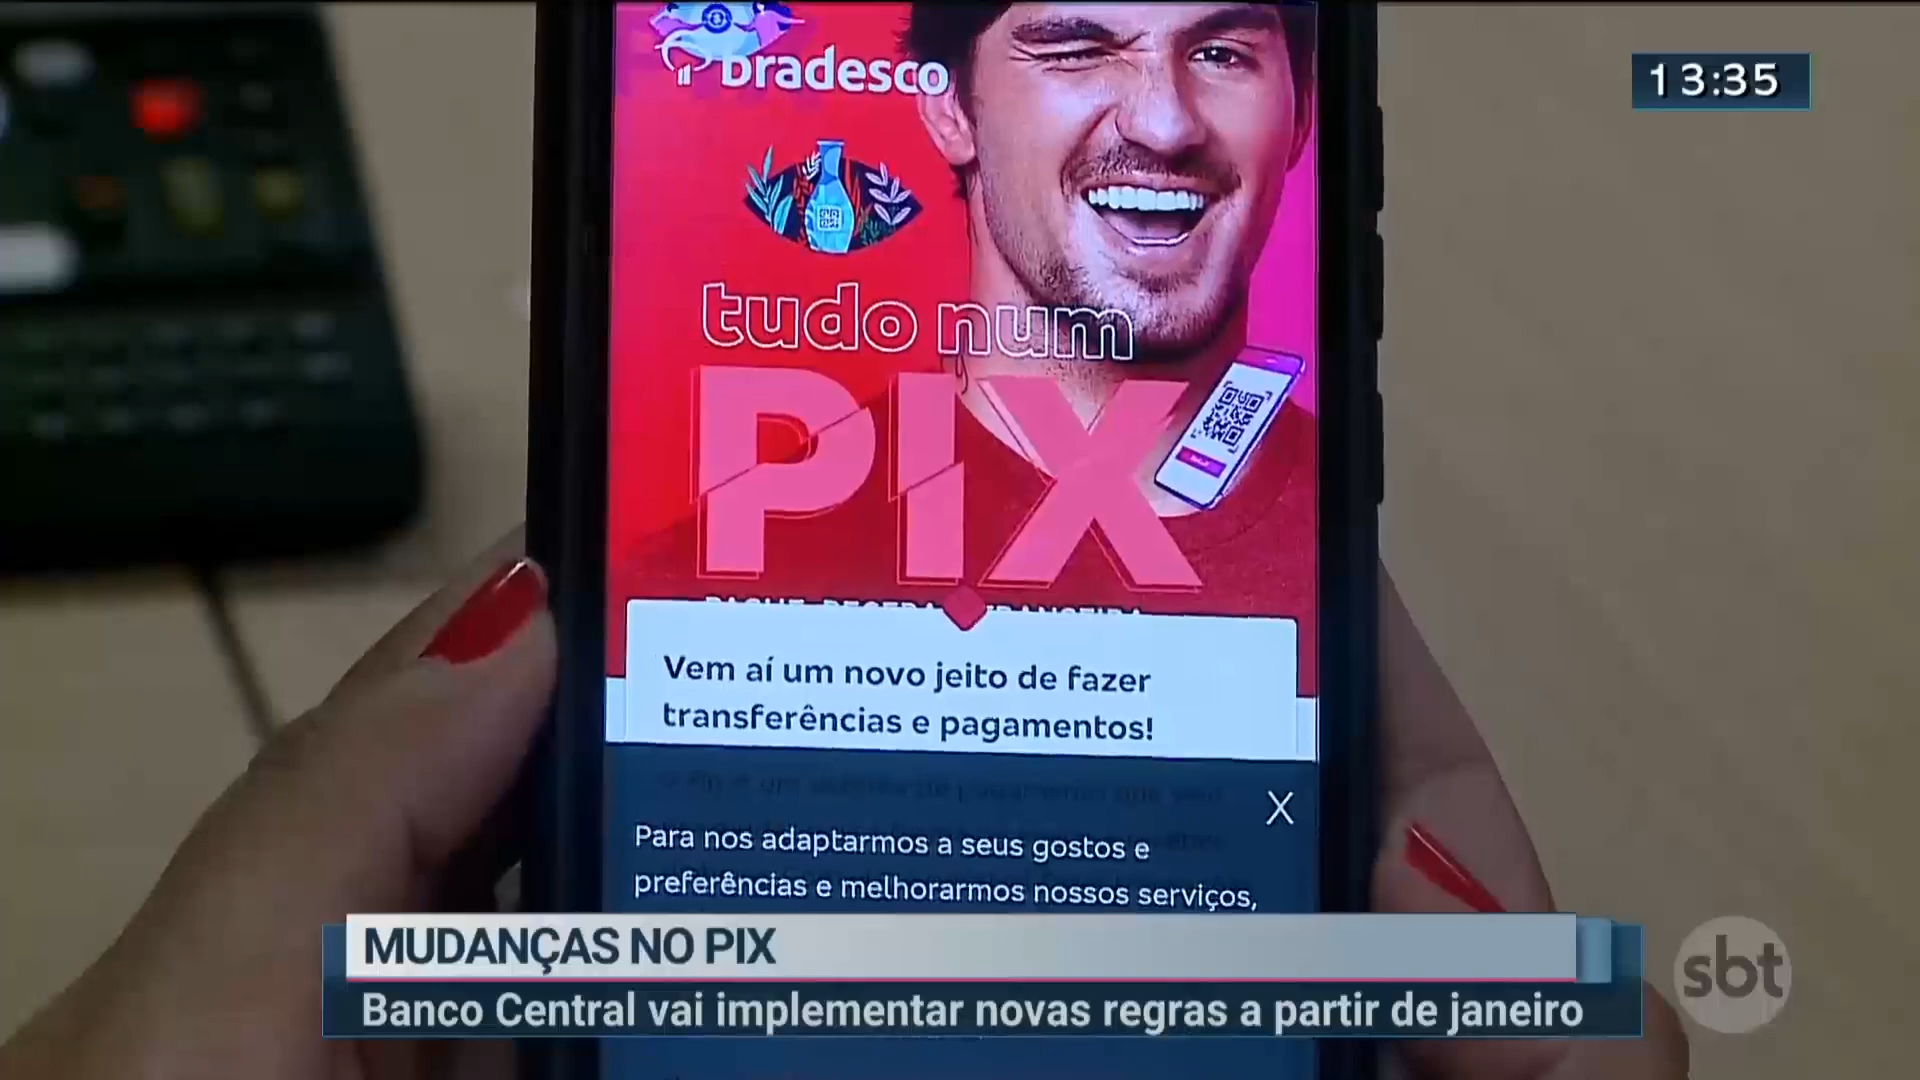 bradesco
13:35
tudo num
PIX
Vem aí um novo jeito de fazer
transferências e pagamentos!
X
Para nos adaptarmos a seus gostos e
preferências e melhorarmos nossos serviços,
MUDANÇAS NO PIX
Banco Central vai implementar novas regras a partir de janeiro
sbt